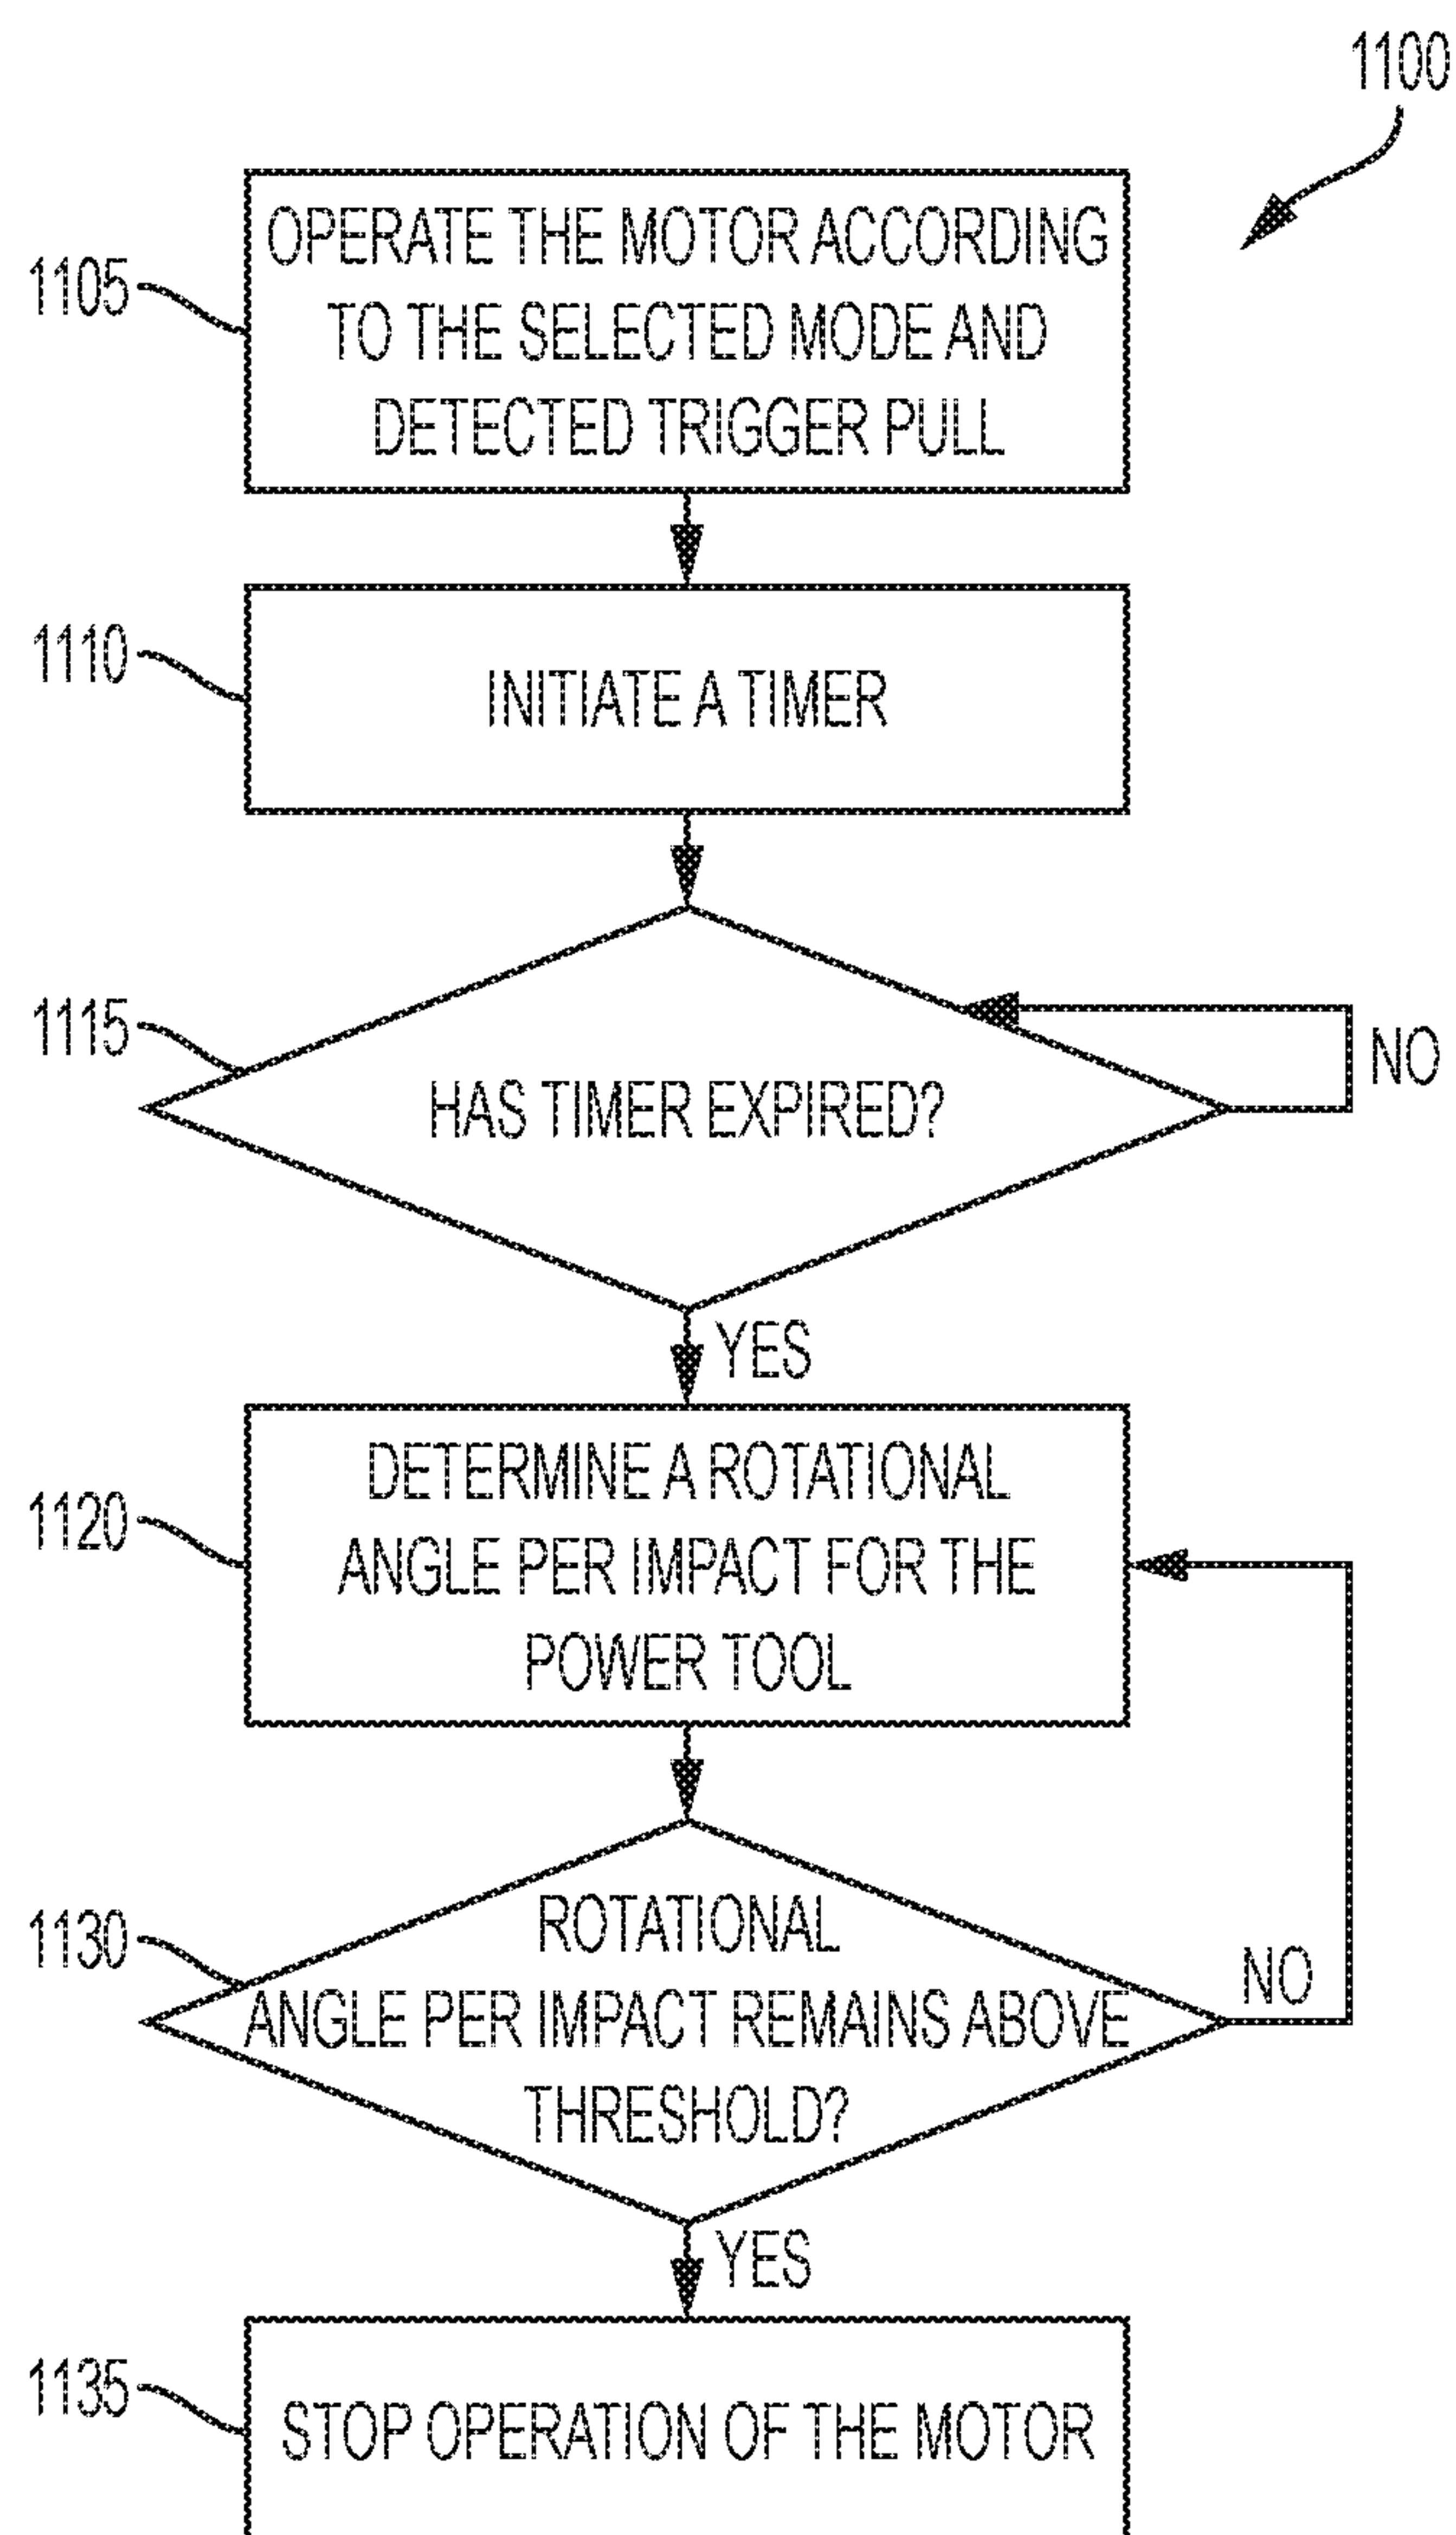 1100
1105
OPERATE THE MOTOR ACCORDING
TO THE SELECTED MODE AND
DETECTED TRIGGER PULL
1110
INITIATE A TIMER
1115
HAS TIMER EXPIRED?
NO
YES
1120
DETERMINE A ROTATIONAL
ANGLE PER IMPACT FOR THE
POWER TOOL
1130
ROTATIONAL
ANGLE PER IMPACT REMAINS ABOVE
THRESHOLD?
NO
YES
1135
STOP OPERATION OF THE MOTOR